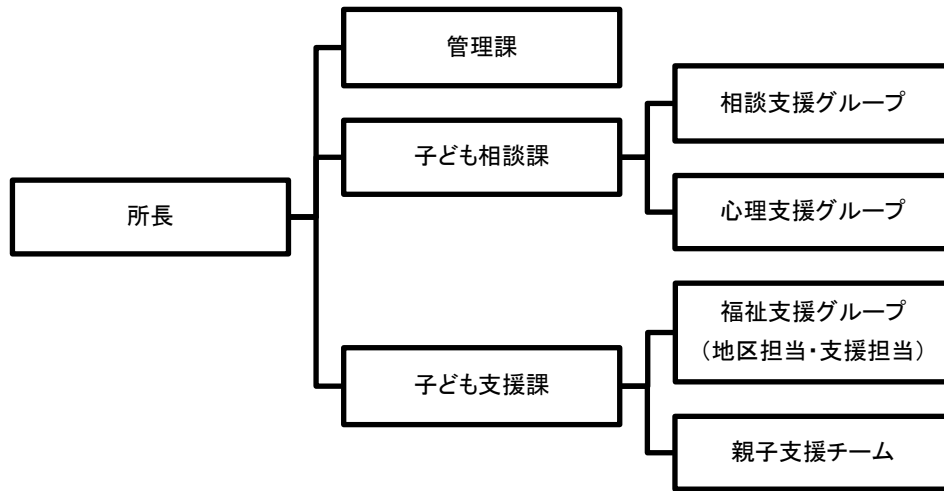 所長
管理課
子ども相談課
相談支援グループ
心理支援グループ
子ども支援課
福祉支援グループ
（地区担当・支援担当）
親子支援チーム